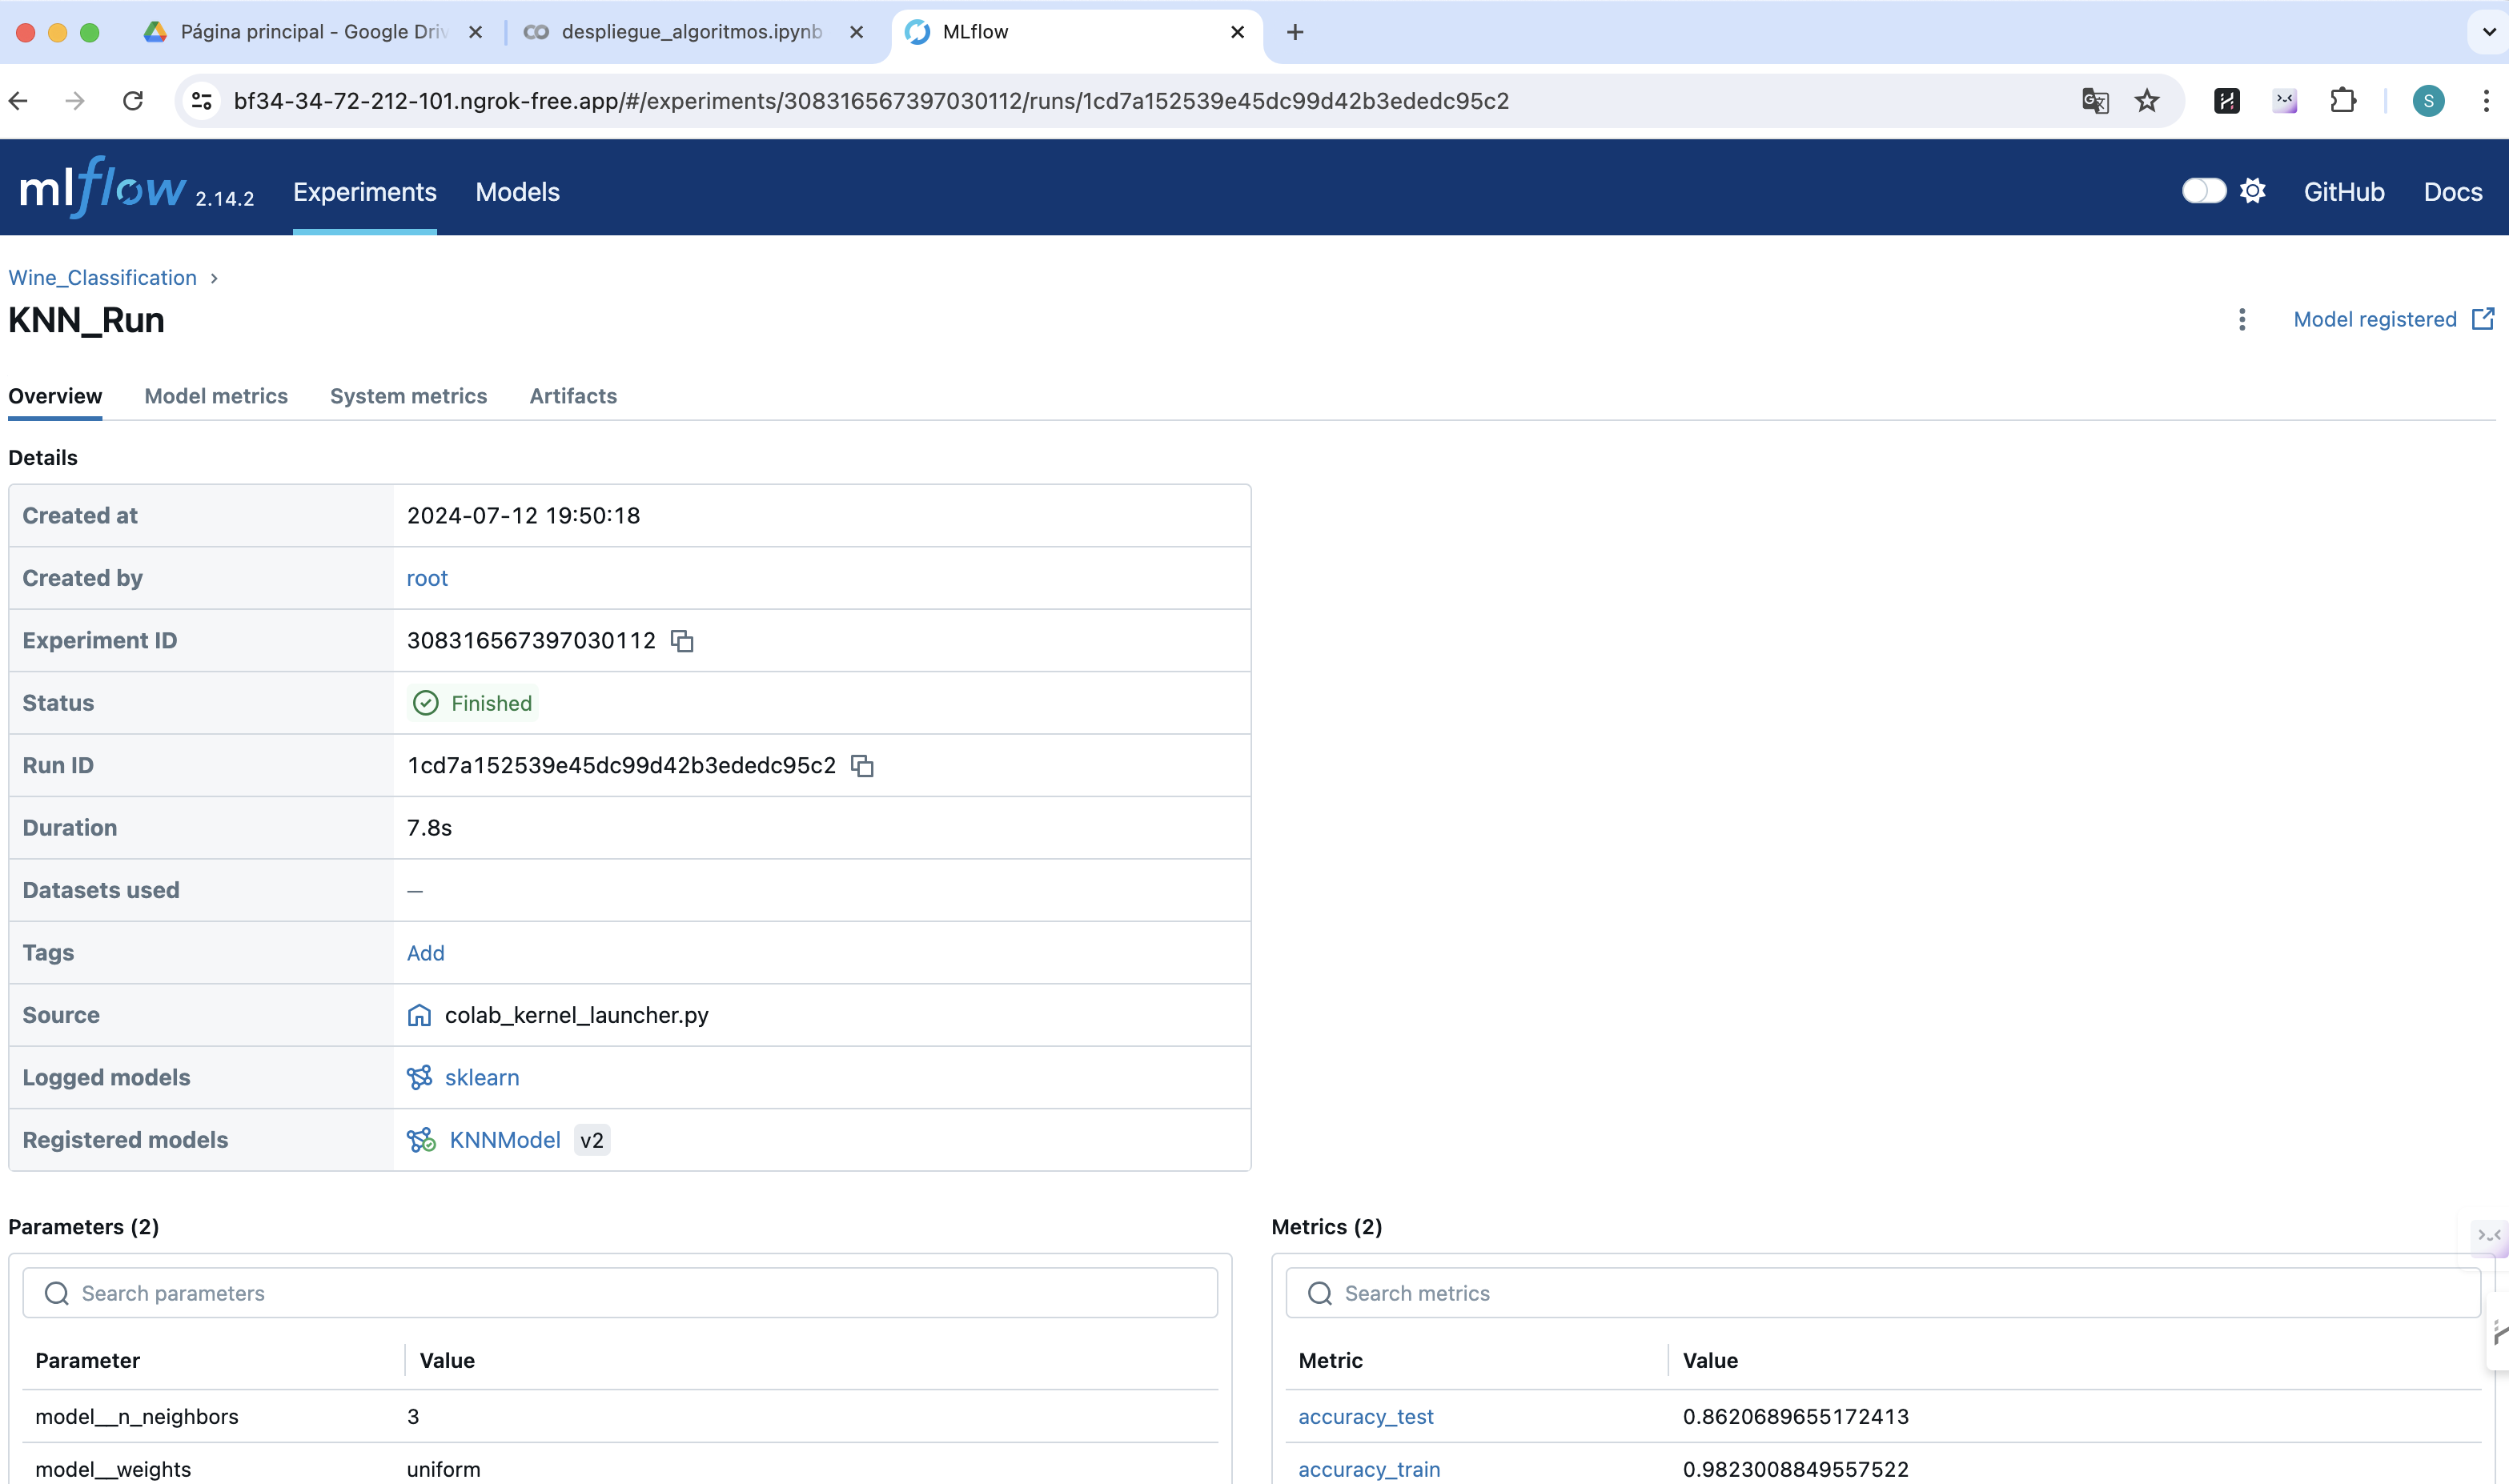 Página principal - Google Driv
despliegue_algoritmos.ipynb
MLflow
bf34-34-72-212-101.ngrok-free.app/#/experiments/308316567397030112/runs/1cd7a152539e45dc99d42b3ededc95c2
S
mlflow 2.14.2
Experiments
Models
GitHub
Docs
Wine_Classification
KNN_Run
Model registered
Overview
Model metrics
System metrics
Artifacts
Details
Created at 2024-07-12 19:50:18
Created by root
Experiment ID 308316567397030112
Status Finished
Run ID 1cd7a152539e45dc99d42b3ededc95c2
Duration 7.8s
Datasets used —
Tags Add
Source colab_kernel_launcher.py
Logged models sklearn
Registered models KNNModel v2
Parameters (2)
Search parameters
Parameter Value
model__n_neighbors 3
model__weights uniform
Metrics (2)
Search metrics
Metric Value
accuracy_test 0.8620689655172413
accuracy_train 0.9823008849557522